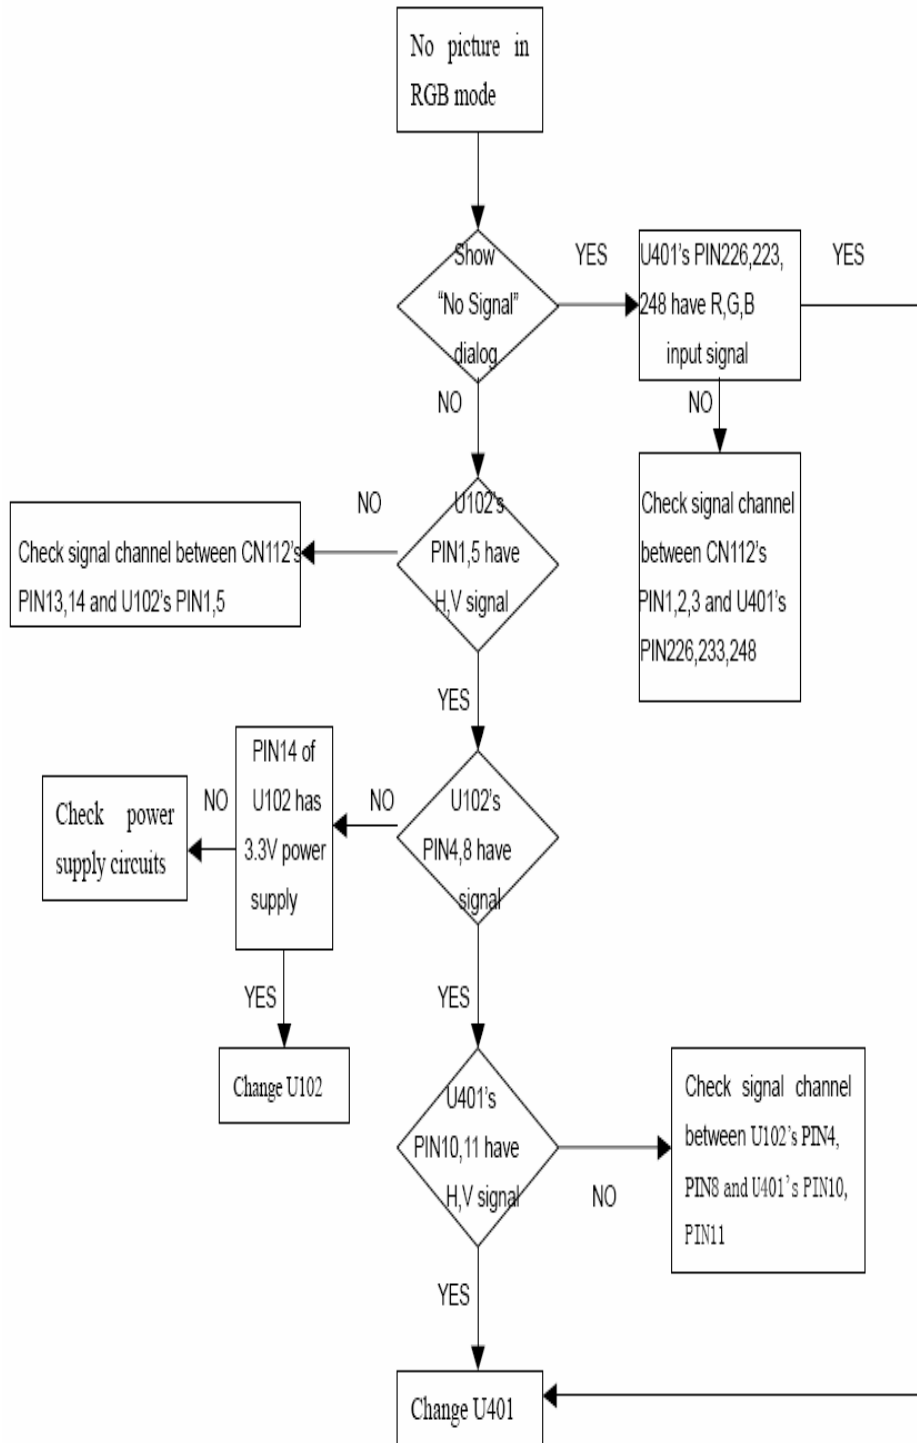 No picture in
RGB mode
Show
“No Signal”
dialog
YES
U401’s PIN226,223,
248 have R,G,B
input signal
YES
NO
NO
Check signal channel
between CN112’s
PIN1,2,3 and U401’s
PIN226,233,248
NO
U102’s
PIN1,5 have
H,V signal
Check signal channel between CN112’s
PIN13,14 and U102’s PIN1,5
YES
U102’s
PIN4,8 have
signal
NO
PIN14 of
U102 has
3.3V power
supply
NO
Check power
supply circuits
YES
Change U102
YES
U401’s
PIN10,11 have
H,V signal
NO
Check signal channel
between U102’s PIN4,
PIN8 and U401’s PIN10,
PIN11
YES
Change U401